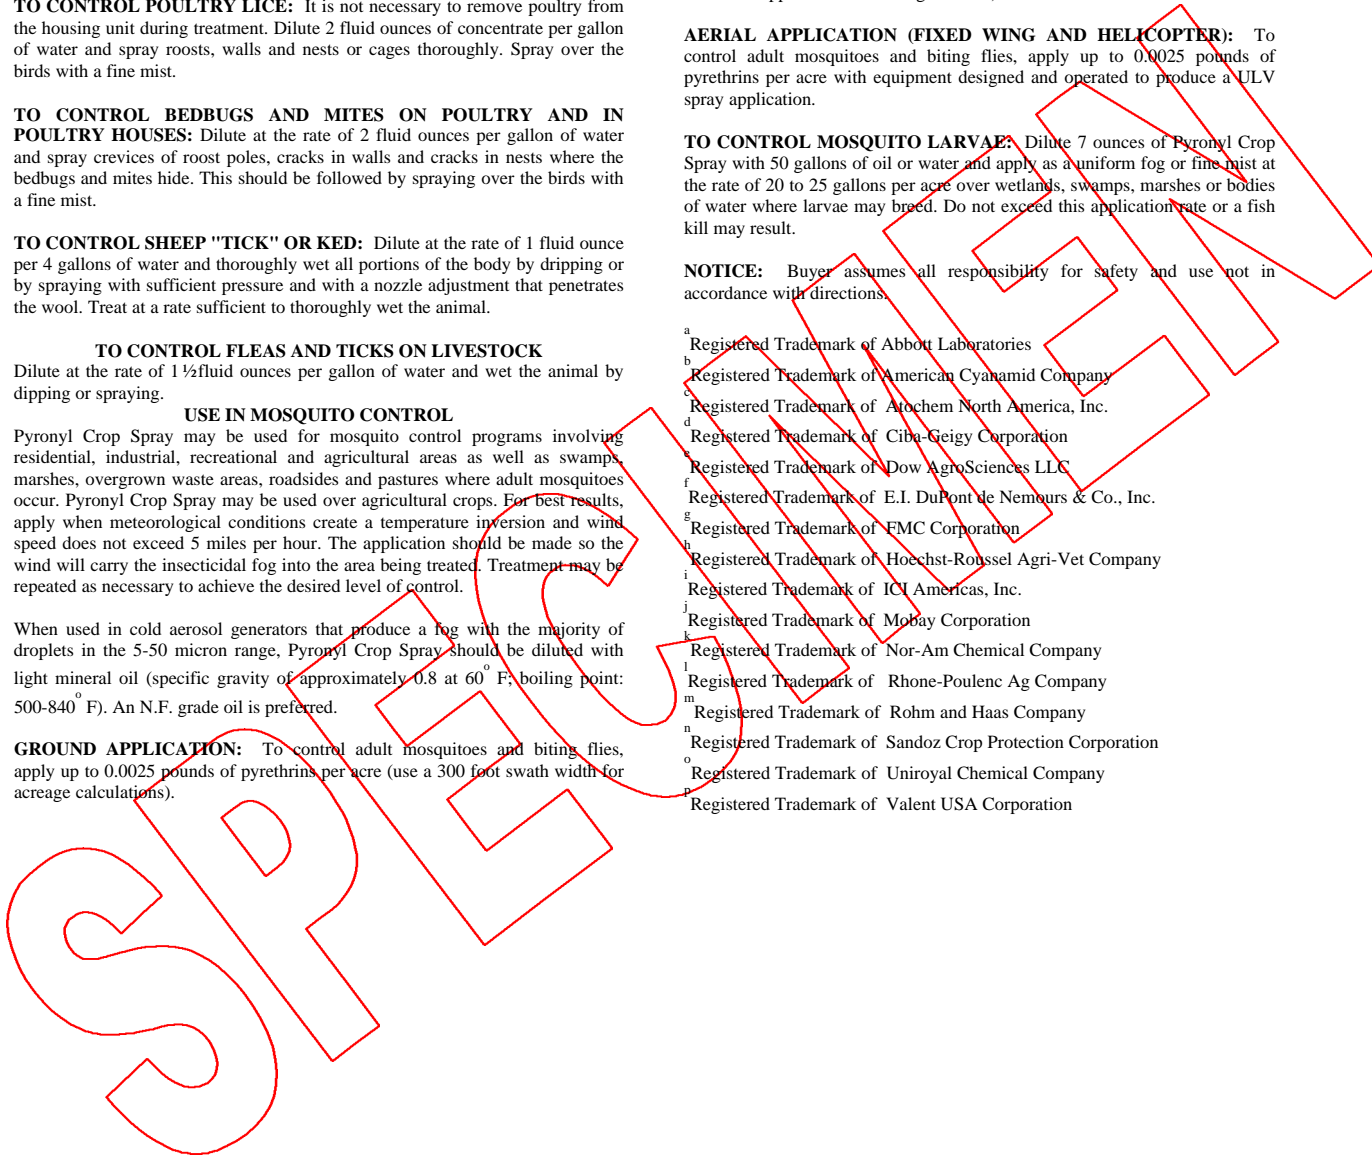 TO CONTROL POULTRY LICE: It is not necessary to remove poultry from
the housing unit during treatment. Dilute 2 fluid ounces of concentrate per gallon
of water and spray roosts, walls and nests or cages thoroughly. Spray over the
birds with a fine mist.
TO CONTROL BEDBUGS AND MITES ON POULTRY AND IN
POULTRY HOUSES: Dilute at the rate of 2 fluid ounces per gallon of water
and spray crevices of roost poles, cracks in walls and cracks in nests where the
bedbugs and mites hide. This should be followed by spraying over the birds with
a fine mist.
TO CONTROL SHEEP "TICK" OR KED: Dilute at the rate of 1 fluid ounce
per 4 gallons of water and thoroughly wet all portions of the body by dripping or
by spraying with sufficient pressure and with a nozzle adjustment that penetrates
the wool. Treat at a rate sufficient to thoroughly wet the animal.
TO CONTROL FLEAS AND TICKS ON LIVESTOCK
Dilute at the rate of 1½fluid ounces per gallon of water and wet the animal by
dipping or spraying.
USE IN MOSQUITO CONTROL
Pyronyl Crop Spray may be used for mosquito control programs involving
residential, industrial, recreational and agricultural areas as well as swamps,
marshes, overgrown waste areas, roadsides and pastures where adult mosquitoes
occur. Pyronyl Crop Spray may be used over agricultural crops. For best results,
apply when meteorological conditions create a temperature inversion and wind
speed does not exceed 5 miles per hour. The application should be made so the
wind will carry the insecticidal fog into the area being treated. Treatment may be
repeated as necessary to achieve the desired level of control.
When used in cold aerosol generators that produce a fog with the majority of
droplets in the 5-50 micron range, Pyronyl Crop Spray should be diluted with
light mineral oil (specific gravity of approximately 0.8 at 60° F; boiling point:
500-840° F). An N.F. grade oil is preferred.
GROUND APPLICATION: To control adult mosquitoes and biting flies,
apply up to 0.0025 pounds of pyrethrins per acre (use a 300 foot swath width for
acreage calculations).
AERIAL APPLICATION (FIXED WING AND HELICOPTER): To
control adult mosquitoes and biting flies, apply up to 0.0025 pounds of
pyrethrins per acre with equipment designed and operated to produce a ULV
spray application.
TO CONTROL MOSQUITO LARVAE: Dilute 7 ounces of Pyronyl Crop
Spray with 50 gallons of oil or water and apply as a uniform fog or fine mist at
the rate of 20 to 25 gallons per acre over wetlands, swamps, marshes or bodies
of water where larvae may breed. Do not exceed this application rate or a fish
kill may result.
NOTICE: Buyer assumes all responsibility for safety and use not in
accordance with directions.
a Registered Trademark of Abbott Laboratories
b Registered Trademark of American Cyanamid Company
c Registered Trademark of Atochem North America, Inc.
d Registered Trademark of Ciba-Geigy Corporation
e Registered Trademark of Dow AgroSciences LLC
f Registered Trademark of E.I. DuPont de Nemours & Co., Inc.
g Registered Trademark of FMC Corporation
h Registered Trademark of Hoechst-Roussel Agri-Vet Company
i Registered Trademark of ICI Americas, Inc.
j Registered Trademark of Mobay Corporation
k Registered Trademark of Nor-Am Chemical Company
l Registered Trademark of Rhone-Poulenc Ag Company
m Registered Trademark of Rohm and Haas Company
n Registered Trademark of Sandoz Crop Protection Corporation
o Registered Trademark of Uniroyal Chemical Company
p Registered Trademark of Valent USA Corporation
SPECIMEN